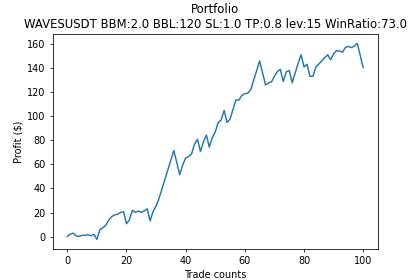 Portfolio
WAVESUSDT BBM:2.0 BBL:120 SL:1.0 TP:0.8 lev:15 WinRatio:73.0
160
140
120
100
80
60
40
20
0
Profit ($)
0 20 40 60 80 100
Trade counts